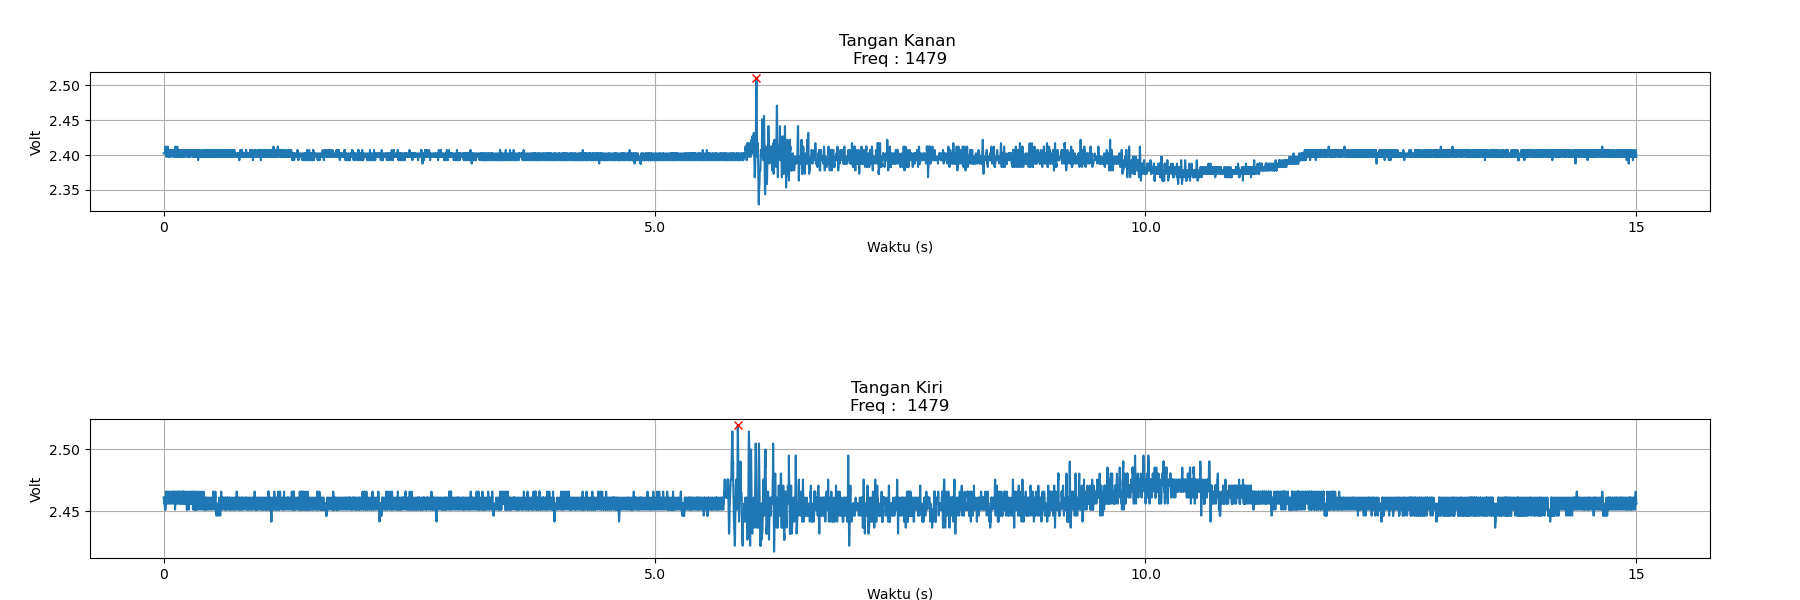 Tangan Kanan
Freq : 1479
2.50
2.45
2.40
2.35
Volt
0 5.0 10.0 15
Waktu (s)
Tangan Kiri
Freq :  1479
2.50
2.45
Volt
0 5.0 10.0 15
Waktu (s)